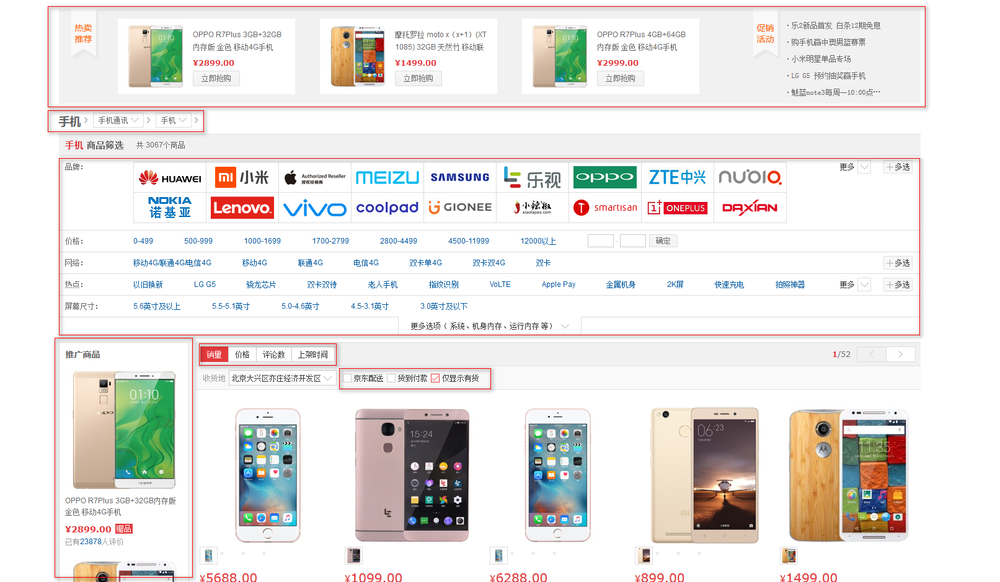 热卖
推荐
OPPO R7Plus 3GB+32GB
内存版 金色 移动4G手机
¥2899.00
立即抢购
摩托罗拉 moto x（x+1）(XT
1085) 32GB 天然竹 移动联
¥1499.00
立即抢购
OPPO R7Plus 4GB+64GB
内存版 金色 移动4G手机
¥2999.00
立即抢购
促销
活动
· 乐2新品首发 白条12期免息
· 购手机赢中澳男篮赛票
· 小米明星单品专场
· LG G5 预约抽奖赢手机
· 魅蓝note3每周一10:00点···
手机 > 手机通讯 > 手机 >
手机 商品筛选 共 3067个商品
品牌：
HUAWEI
mi 小米
Authorized Reseller
授权经销商
MEIZU
SAMSUNG
乐视
oppo
ZTE中兴
nubia
更多
多选
NOKIA
诺基亚
Lenovo
vivo
coolpad
GIONEE
小辣椒
xiaolajiao.com
T smartisan
1+ ONEPLUS
DAXIAN
价格： 0-499 500-999 1000-1699 1700-2799 2800-4499 4500-11999 12000以上 - 确定
网络： 移动4G/联通4G/电信4G 移动4G 联通4G 电信4G 双卡单4G 双卡双4G 双卡 多选
热点： 以旧换新 LG G5 骁龙芯片 双卡双待 老人手机 指纹识别 VoLTE Apple Pay 金属机身 2K屏 快速充电 拍照神器 更多 多选
屏幕尺寸： 5.6英寸及以上 5.5-5.1英寸 5.0-4.6英寸 4.5-3.1英寸 3.0英寸及以下
更多选项（ 系统、机身内存、运行内存 等）
推广商品
01:10
oppo
OPPO R7Plus 3GB+32GB内存版
金色 移动4G手机
¥2899.00 赠品
已有23878人评价
销量 价格 评论数 上架时间 1/52 < >
收货地 北京大兴区亦庄经济开发区 京东配送 货到付款 仅显示有货
15:24
06:23
mi
11:35
¥5688.00
¥1099.00
¥6288.00
¥899.00
¥1499.00